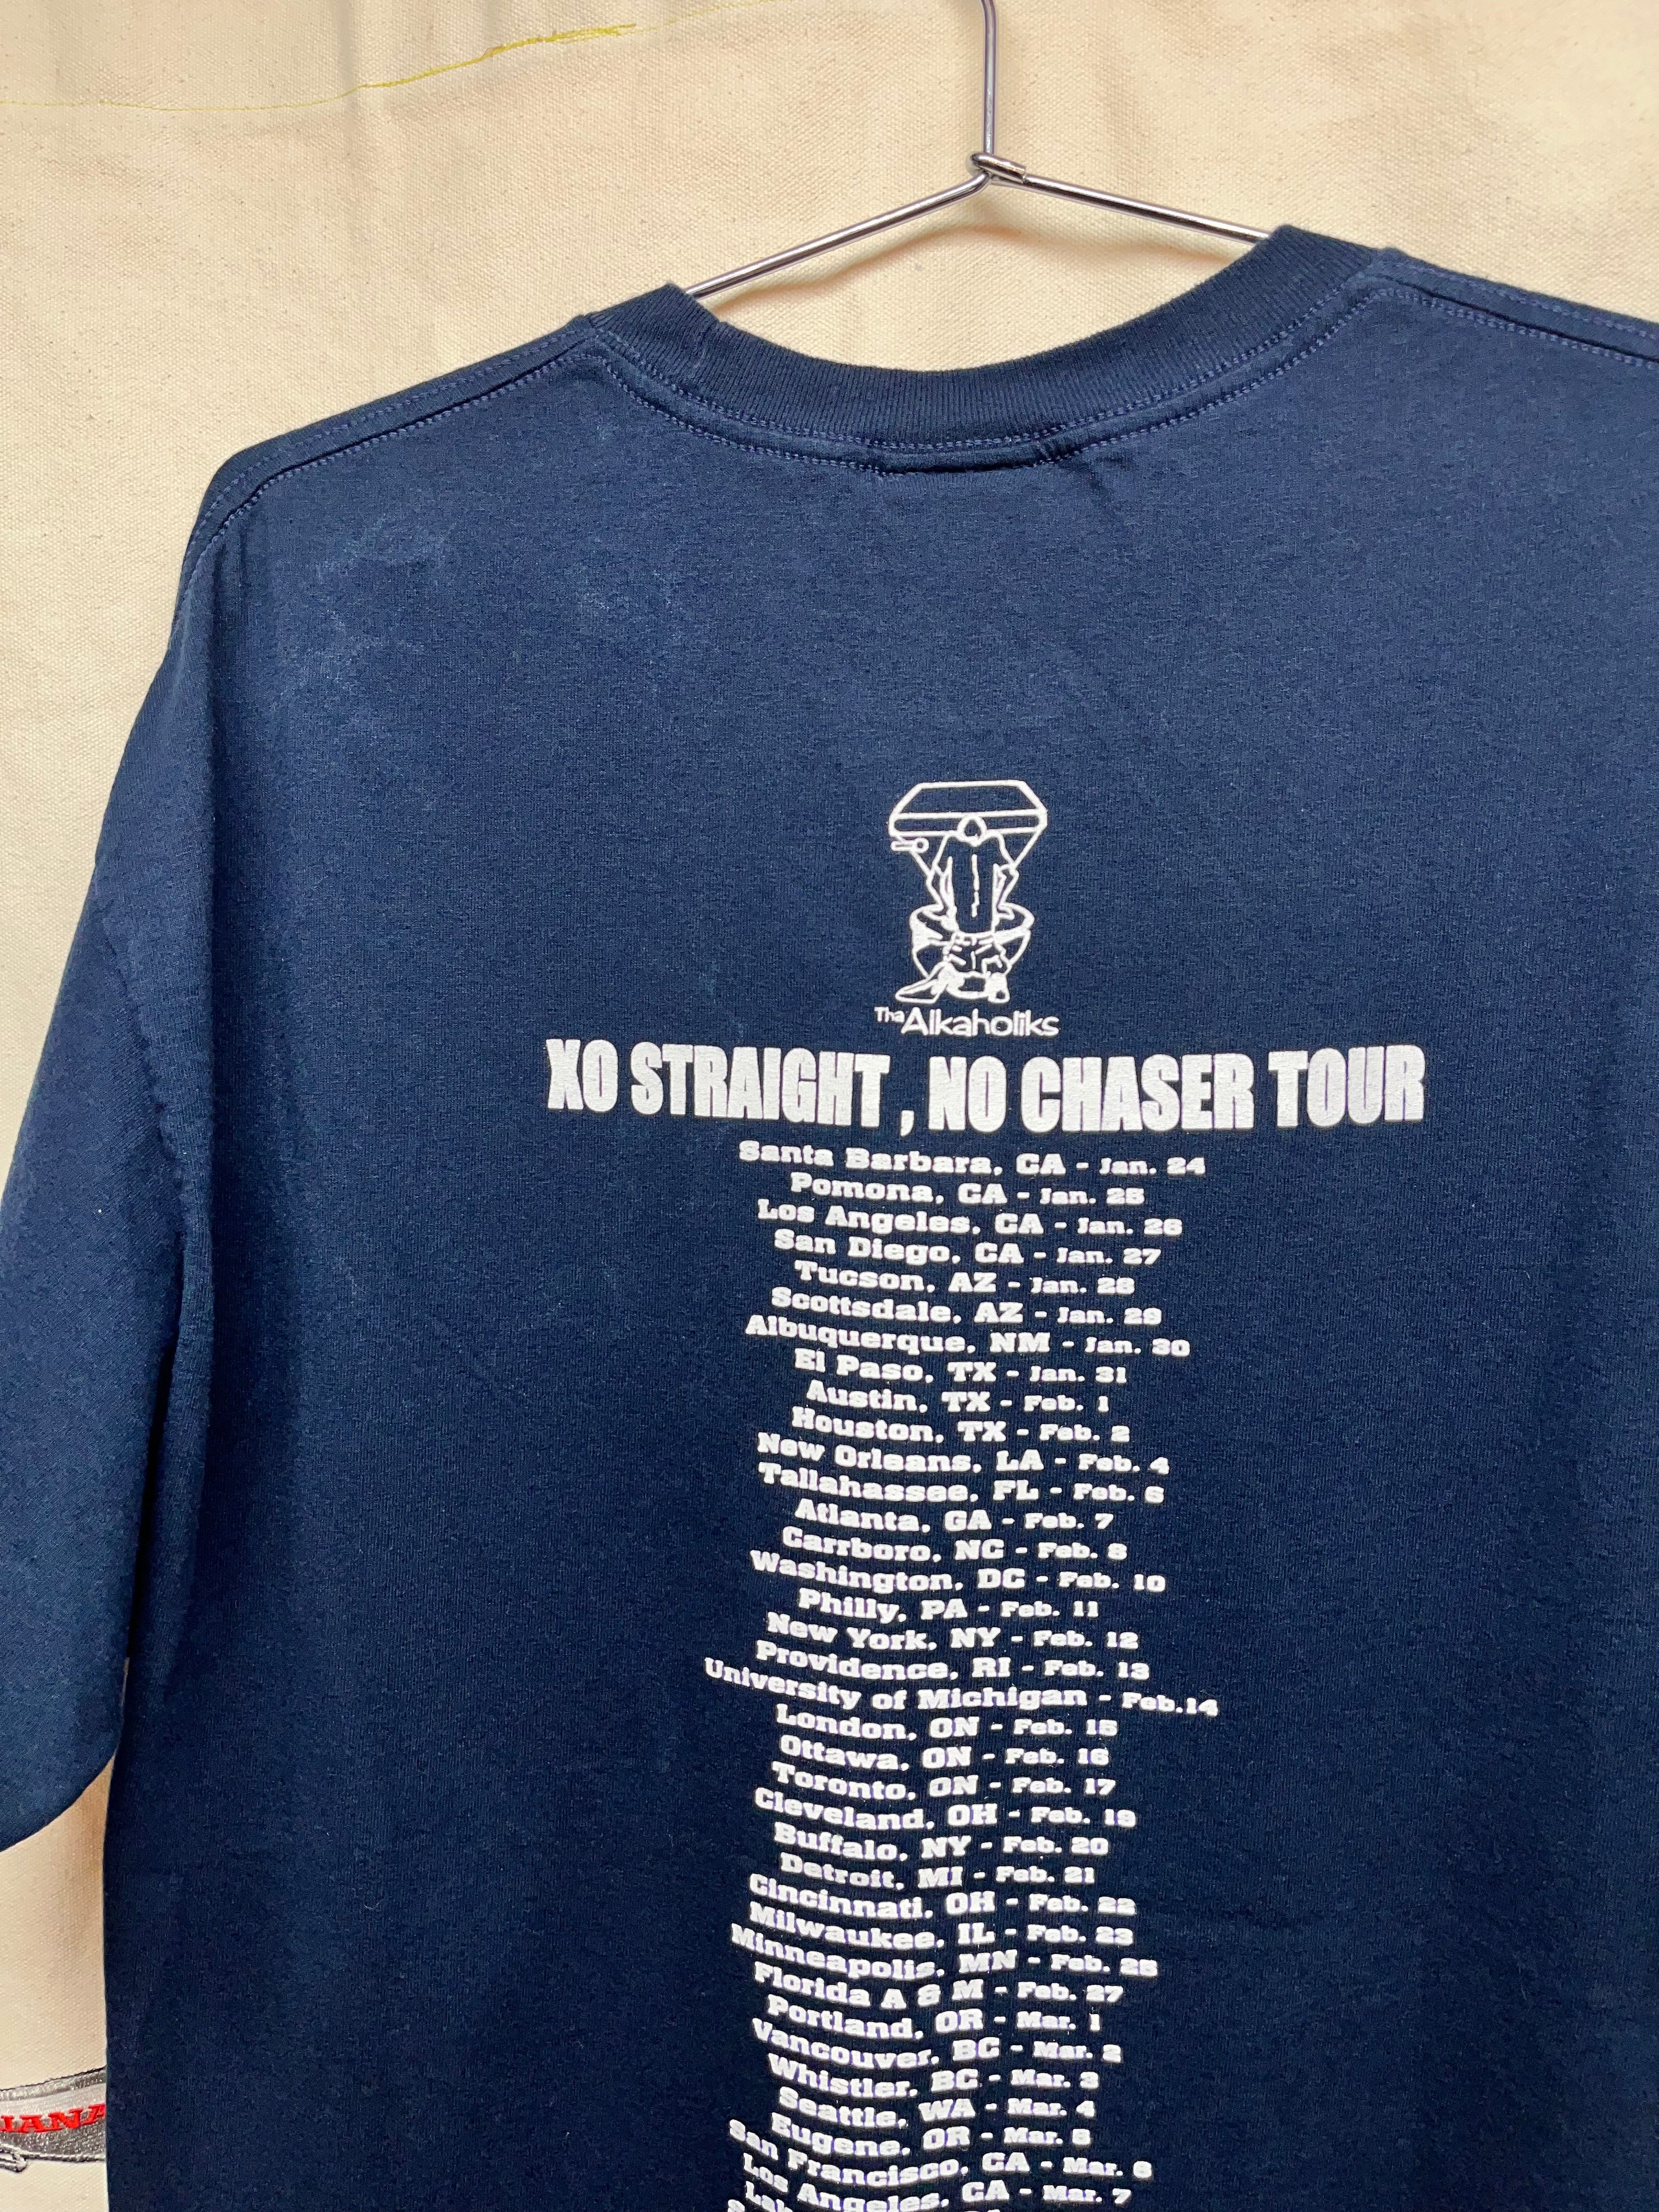 Tha Alkaholiks
XO STRAIGHT , NO CHASER TOUR
Santa Barbara, CA - Jan. 24
Pomona, CA - Jan. 25
Los Angeles, CA - Jan. 26
San Diego, CA - Jan. 27
Tucson, AZ - Jan. 28
Scottsdale, AZ - Jan. 29
Albuquerque, NM - Jan. 30
El Paso, TX - Jan. 31
Austin, TX - Feb. 1
Houston, TX - Feb. 2
New Orleans, LA - Feb. 4
Tallahassee, FL - Feb. 6
Atlanta, GA - Feb. 7
Carrboro, NC - Feb. 8
Washington, DC - Feb. 10
Philly, PA - Feb. 11
New York, NY - Feb. 12
Providence, RI - Feb. 13
University of Michigan - Feb.14
London, ON - Feb. 15
Ottawa, ON - Feb. 16
Toronto, ON - Feb. 17
Cleveland, OH - Feb. 19
Buffalo, NY - Feb. 20
Detroit, MI - Feb. 21
Cincinnati, OH - Feb. 22
Milwaukee, IL - Feb. 23
Minneapolis, MN - Feb. 25
Florida A & M - Feb. 27
Portland, OR - Mar. 1
Vancouver, BC - Mar. 2
Whistler, BC - Mar. 3
Seattle, WA - Mar. 4
Eugene, OR - Mar. 5
San Francisco, CA - Mar. 6
Los Angeles, CA - Mar. 7